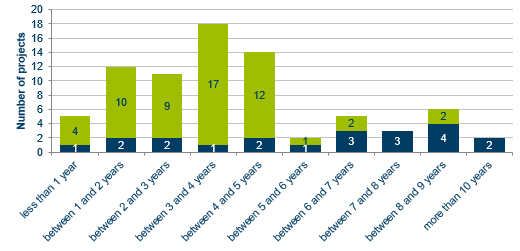 Number of projects
20
18
16
14
12
10
8
6
4
2
0
4
1
10
2
9
2
17
1
12
2
1
1
2
3
3
2
4
2
less than 1 year
between 1 and 2 years
between 2 and 3 years
between 3 and 4 years
between 4 and 5 years
between 5 and 6 years
between 6 and 7 years
between 7 and 8 years
between 8 and 9 years
more than 10 years